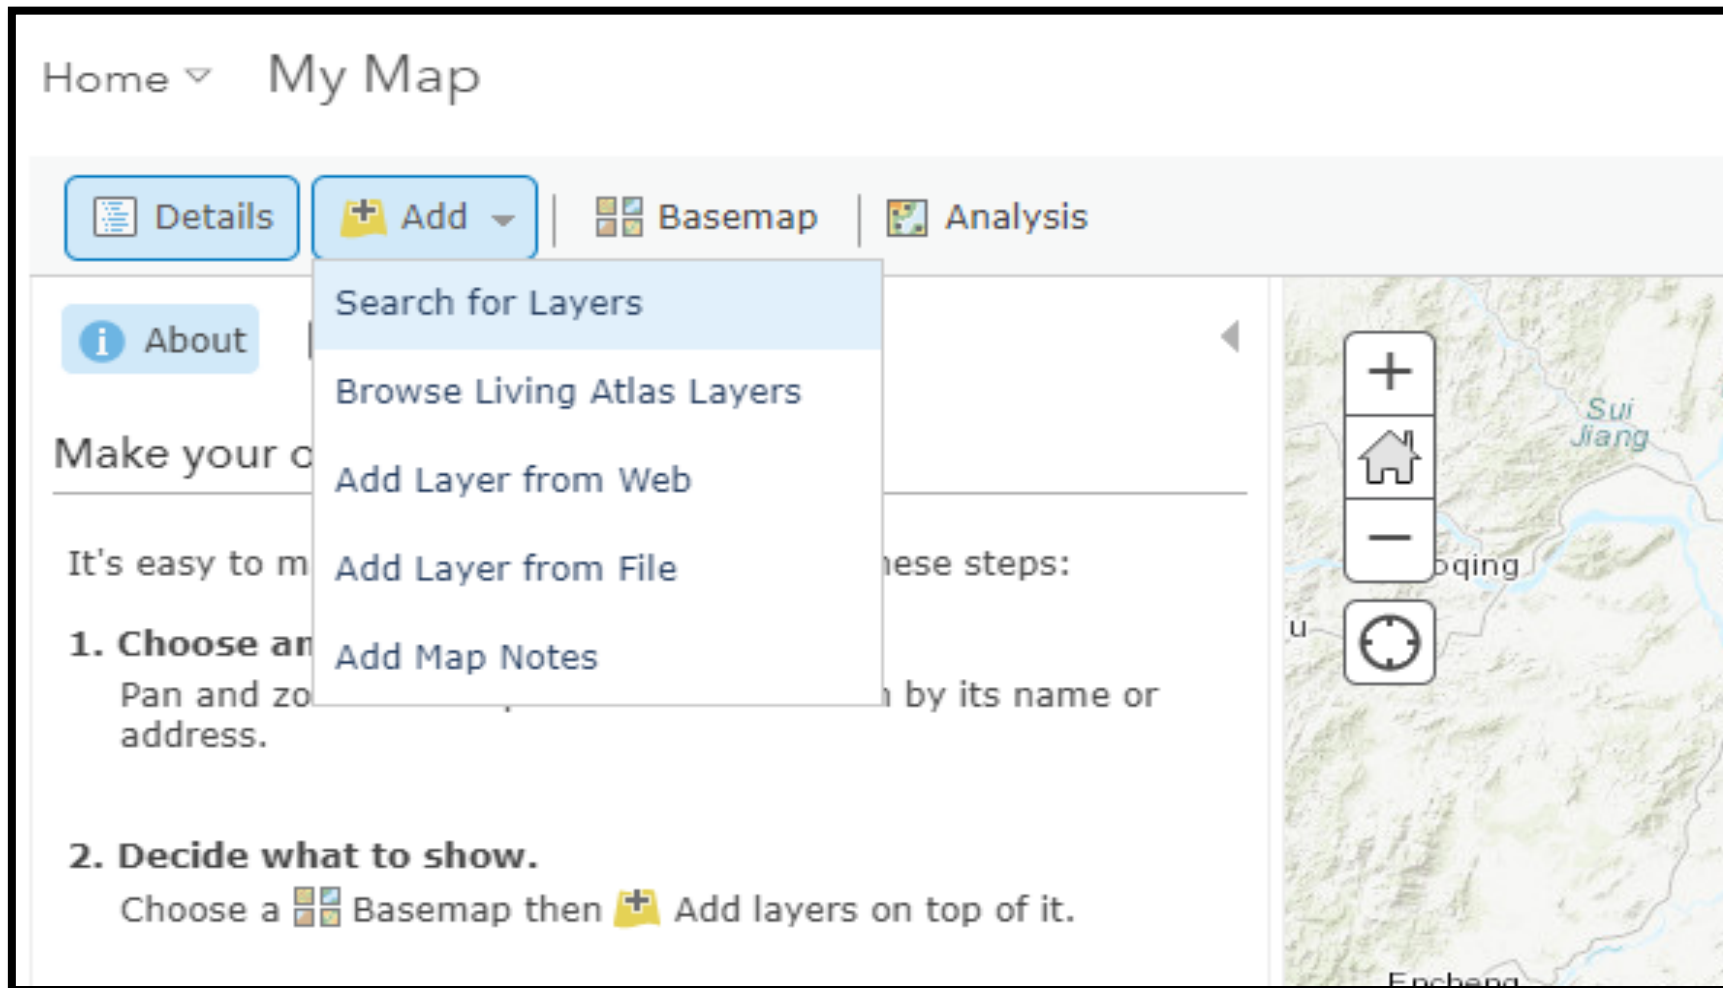 Home My Map
Details Add Basemap Analysis
Search for Layers
About
Browse Living Atlas Layers
Make your
Add Layer from Web
It's easy to
Add Layer from File
steps:
1. Choose
Add Map Notes
Pan and by its name or
address.
2. Decide what to show.
Choose a Basemap then Add layers on top of it.
Sui
Jiang